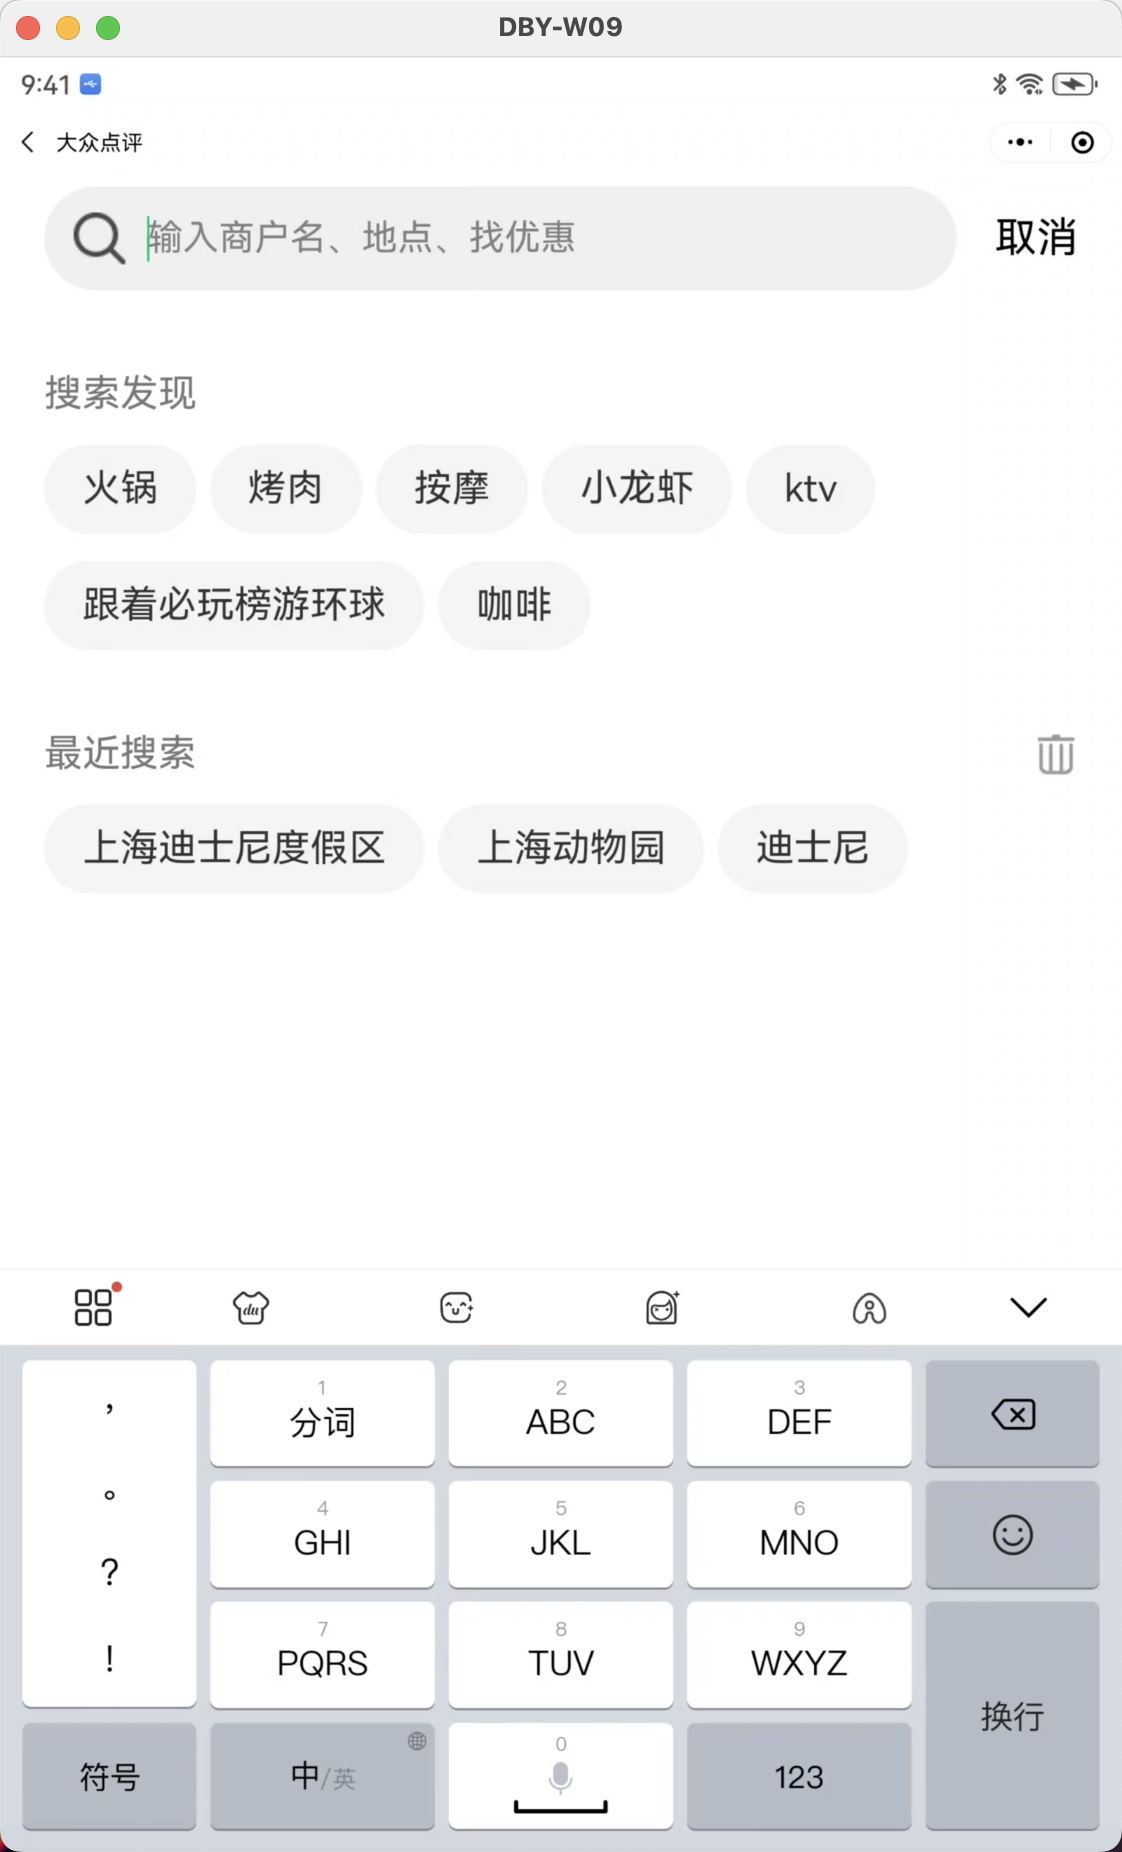 DBY-W09
9:41
大众点评
输入商户名、地点、找优惠
取消
搜索发现
火锅 烤肉 按摩 小龙虾 ktv
跟着必玩榜游环球 咖啡
最近搜索
上海迪士尼度假区 上海动物园 迪士尼
du
,
。
?
!
1
分词
2
ABC
3
DEF
4
GHI
5
JKL
6
MNO
7
PQRS
8
TUV
9
WXYZ
换行
符号
中/英
0
123